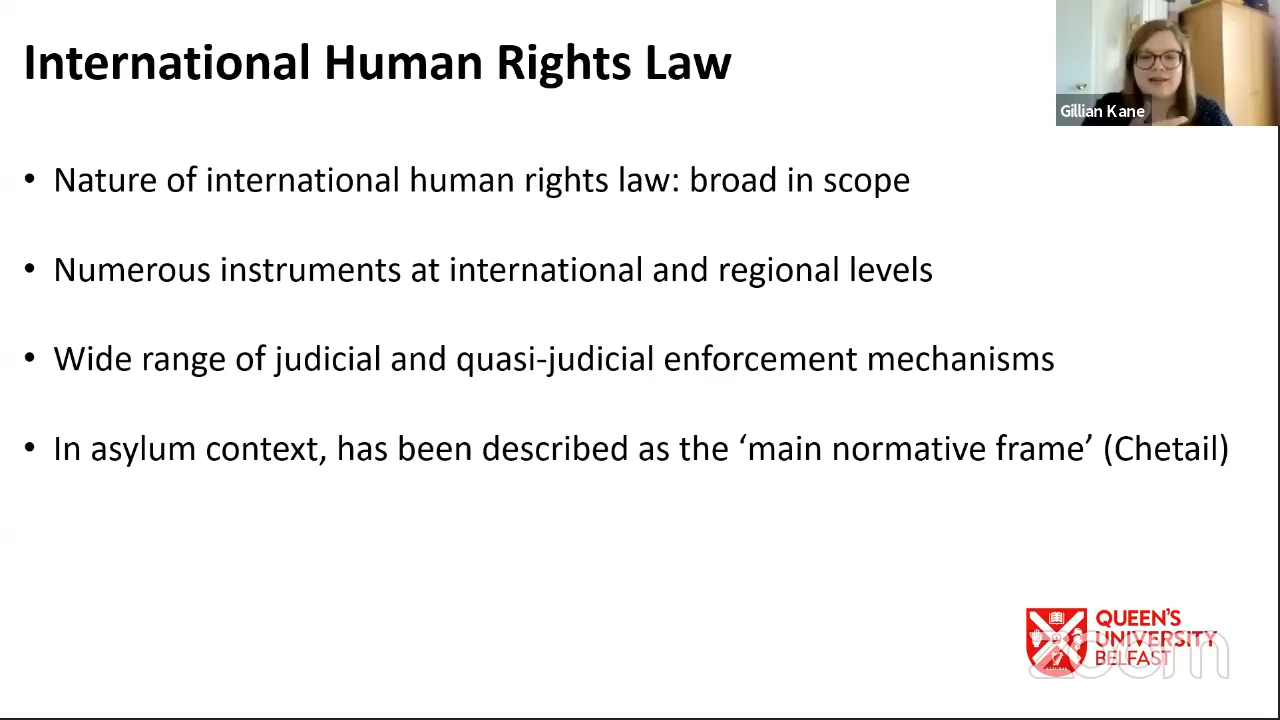 International Human Rights Law
Gillian Kane
• Nature of international human rights law: broad in scope
• Numerous instruments at international and regional levels
• Wide range of judicial and quasi-judicial enforcement mechanisms
• In asylum context, has been described as the ‘main normative frame’ (Chetail)
QUEEN'S
UNIVERSITY
BELFAST
zoom